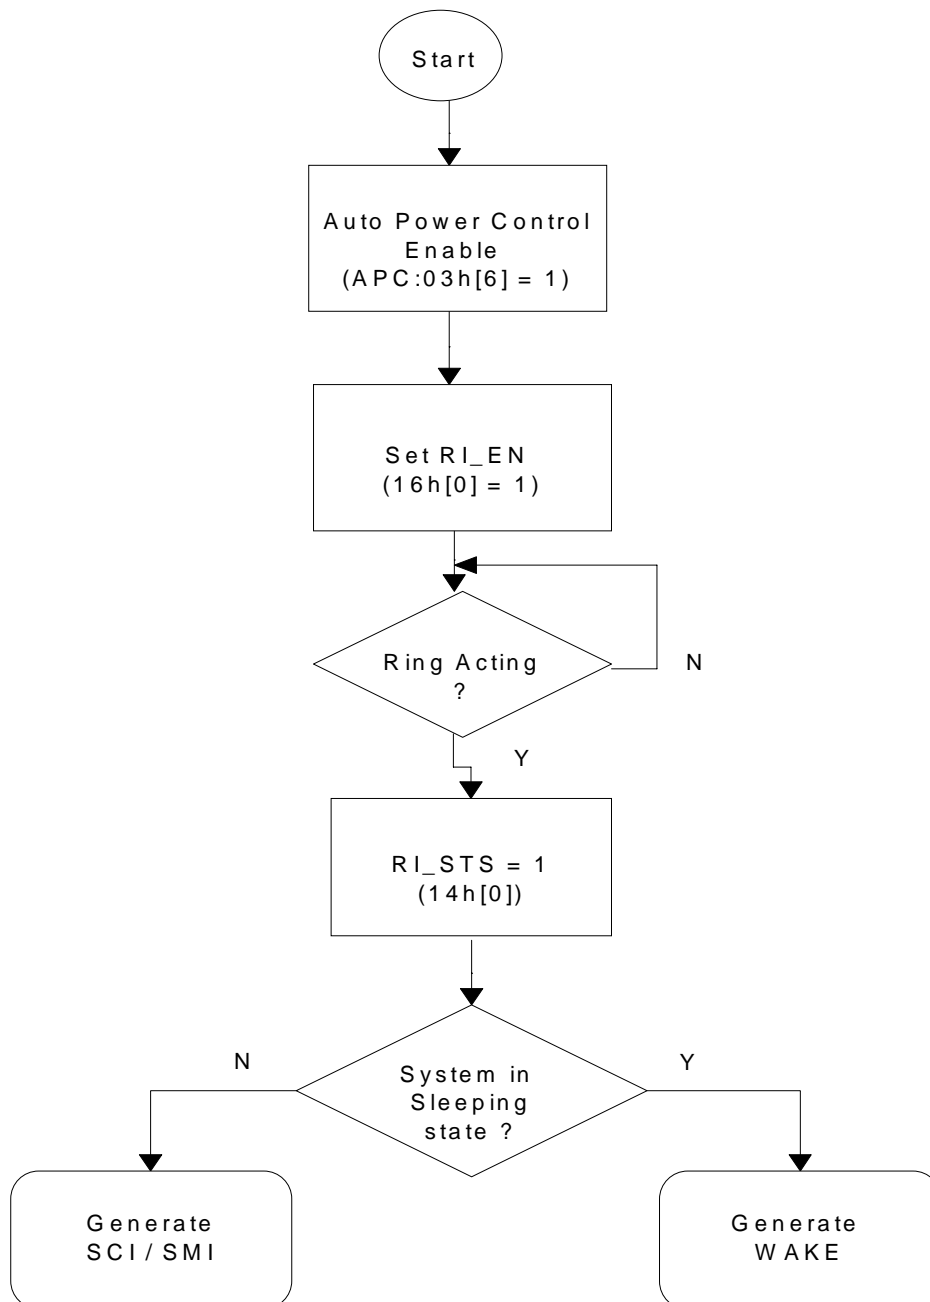 Start
Auto Power Control
Enable
(APC:03h[6] = 1)
Set RI_EN
(16h[0] = 1)
Ring Acting
?
N
Y
RI_STS = 1
(14h[0])
N
Y
System in
Sleeping
state ?
Generate
SCI / SMI
Generate
WAKE